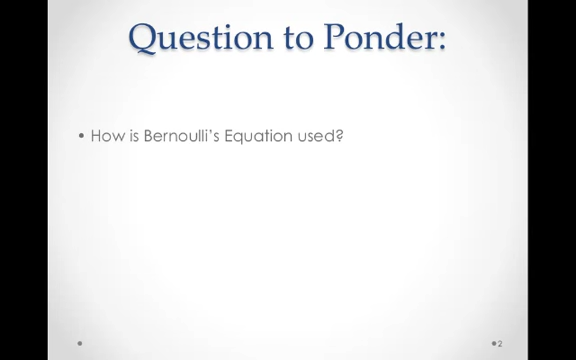 Question to Ponder:
• How is Bernoulli's Equation used?
2